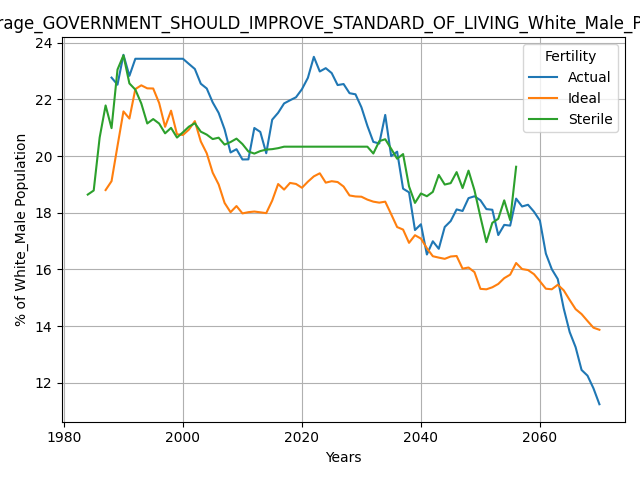 rage_GOVERNMENT_SHOULD_IMPROVE_STANDARD_OF_LIVING_White_Male_P
24
22
20
18
16
14
12
% of White_Male Population
Fertility
Actual
Ideal
Sterile
1980
2000
2020
2040
2060
Years